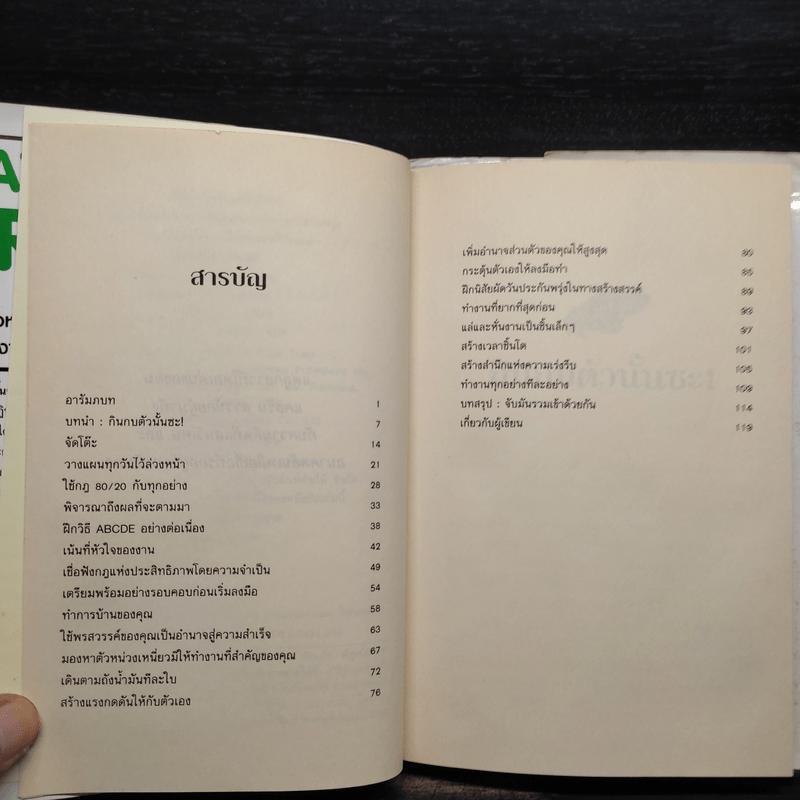 สารบัญ
อารัมภบท 1
บทนำ : กินกบตัวนั้นซะ! 7
จัดโต๊ะ 14
วางแผนทุกวันไว้ล่วงหน้า 21
ใช้กฎ 80/20 กับทุกอย่าง 28
พิจารณาถึงผลที่จะตามมา 33
ฝึกวิธี ABCDE อย่างต่อเนื่อง 38
เน้นที่หัวใจของงาน 42
เชื่อฟังกฎแห่งประสิทธิภาพโดยความจำเป็น 49
เตรียมพร้อมอย่างรอบคอบก่อนเริ่มลงมือ 54
ทำการบ้านของคุณ 58
ใช้พรสวรรค์ของคุณเป็นอำนาจสู่ความสำเร็จ 63
มองหาตัวหน่วงเหนี่ยวมิให้ทำงานที่สำคัญของคุณ 67
เดินตามถังน้ำมันทีละใบ 72
สร้างแรงกดดันให้กับตัวเอง 76
เพิ่มอำนาจส่วนตัวของคุณให้สูงสุด 80
กระตุ้นตัวเองให้ลงมือทำ 85
ฝึกนิสัยผัดวันประกันพรุ่งในทางสร้างสรรค์ 89
ทำงานที่ยากที่สุดก่อน 93
แล่และหั่นงานเป็นชิ้นเล็กๆ 97
สร้างเวลาชิ้นโต 101
สร้างสำนึกแห่งความเร่งรีบ 105
ทำงานทุกอย่างทีละอย่าง 109
บทสรุป : จับมันรวมเข้าด้วยกัน 114
เกี่ยวกับผู้เขียน 119